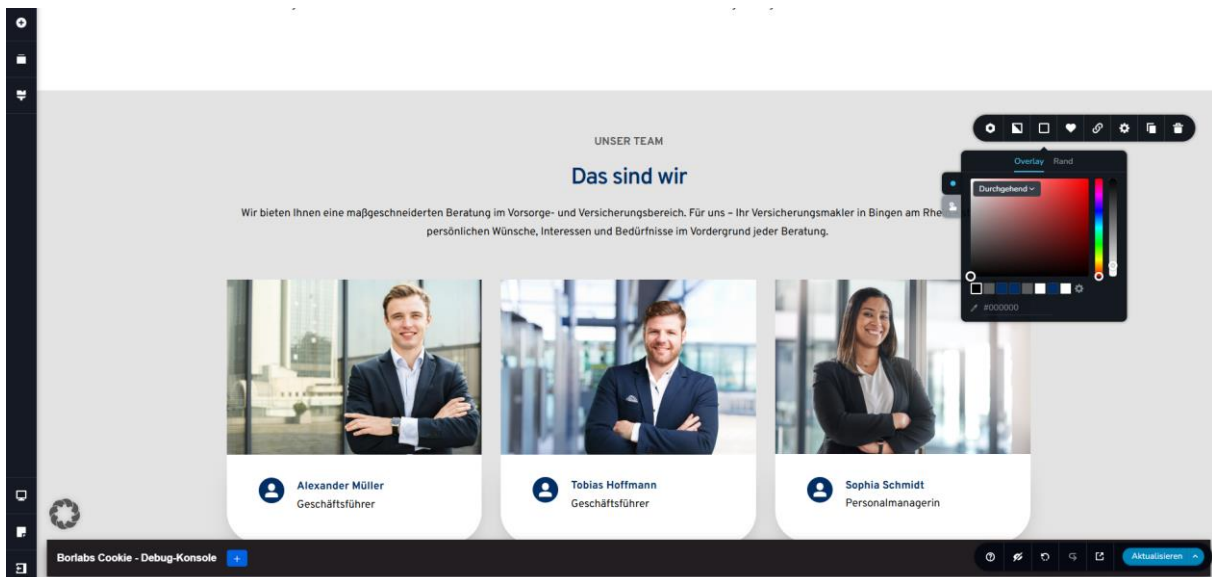 UNSER TEAM
Das sind wir
Wir bieten Ihnen eine maßgeschneiderten Beratung im Vorsorge- und Versicherungsbereich. Für uns – Ihr Versicherungsmakler in Bingen am Rhe
persönlichen Wünsche, Interessen und Bedürfnisse im Vordergrund jeder Beratung.
Overlay Rand
Durchgehend
#000000
Alexander Müller
Geschäftsführer
Tobias Hoffmann
Geschäftsführer
Sophia Schmidt
Personalmanagerin
Borlabs Cookie - Debug-Konsole +
Aktualisieren